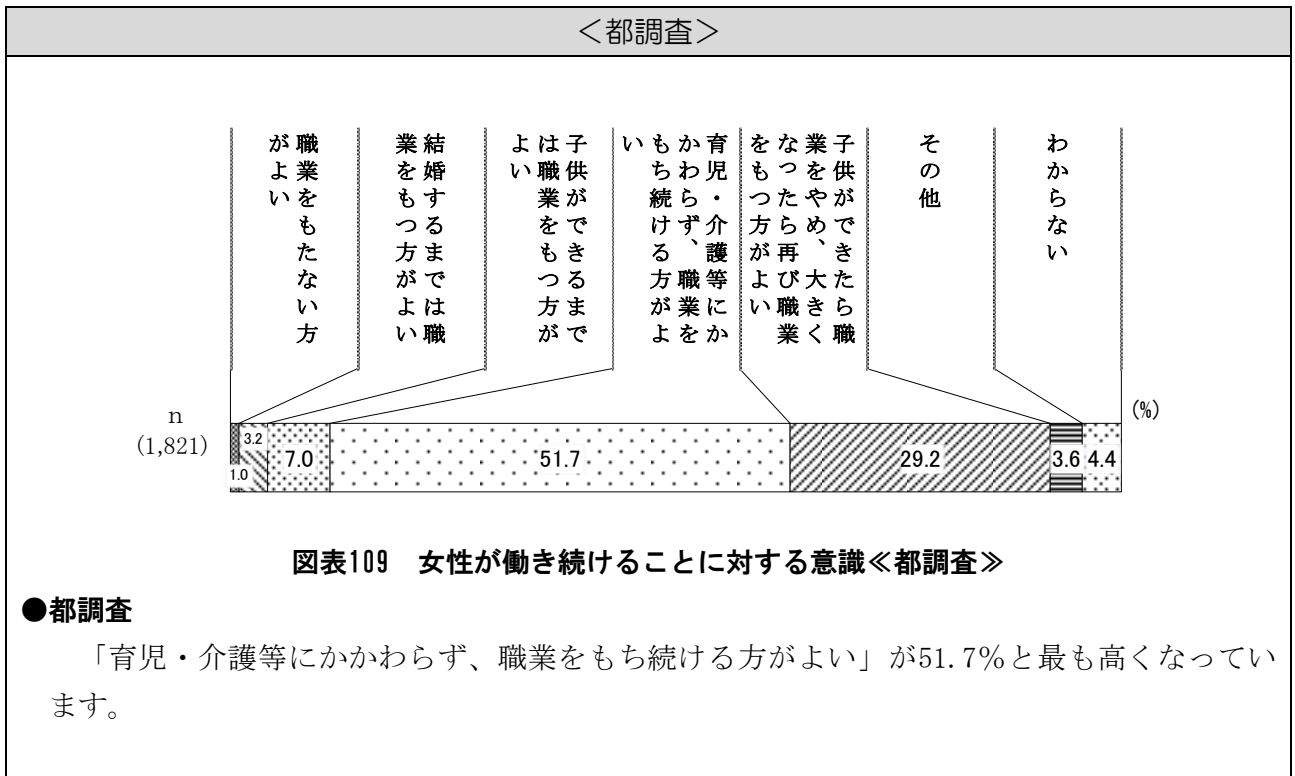 ＜都調査＞
職業をもたない方
がよい
結婚するまでは職
業をもつ方がよい
子供ができるまで
は職業をもつ方が
よい
育児・介護等にか
かわらず、職業を
もち続ける方がよ
い
子供ができたら職
業をやめ、大きく
なったら再び職業
をもつ方がよい
その他
わからない
(%)
n
(1,821)
1.0
3.2
7.0
51.7
29.2
3.6
4.4
図表109　女性が働き続けることに対する意識≪都調査≫
●都調査
「育児・介護等にかかわらず、職業をもち続ける方がよい」が51.7％と最も高くなってい
ます。